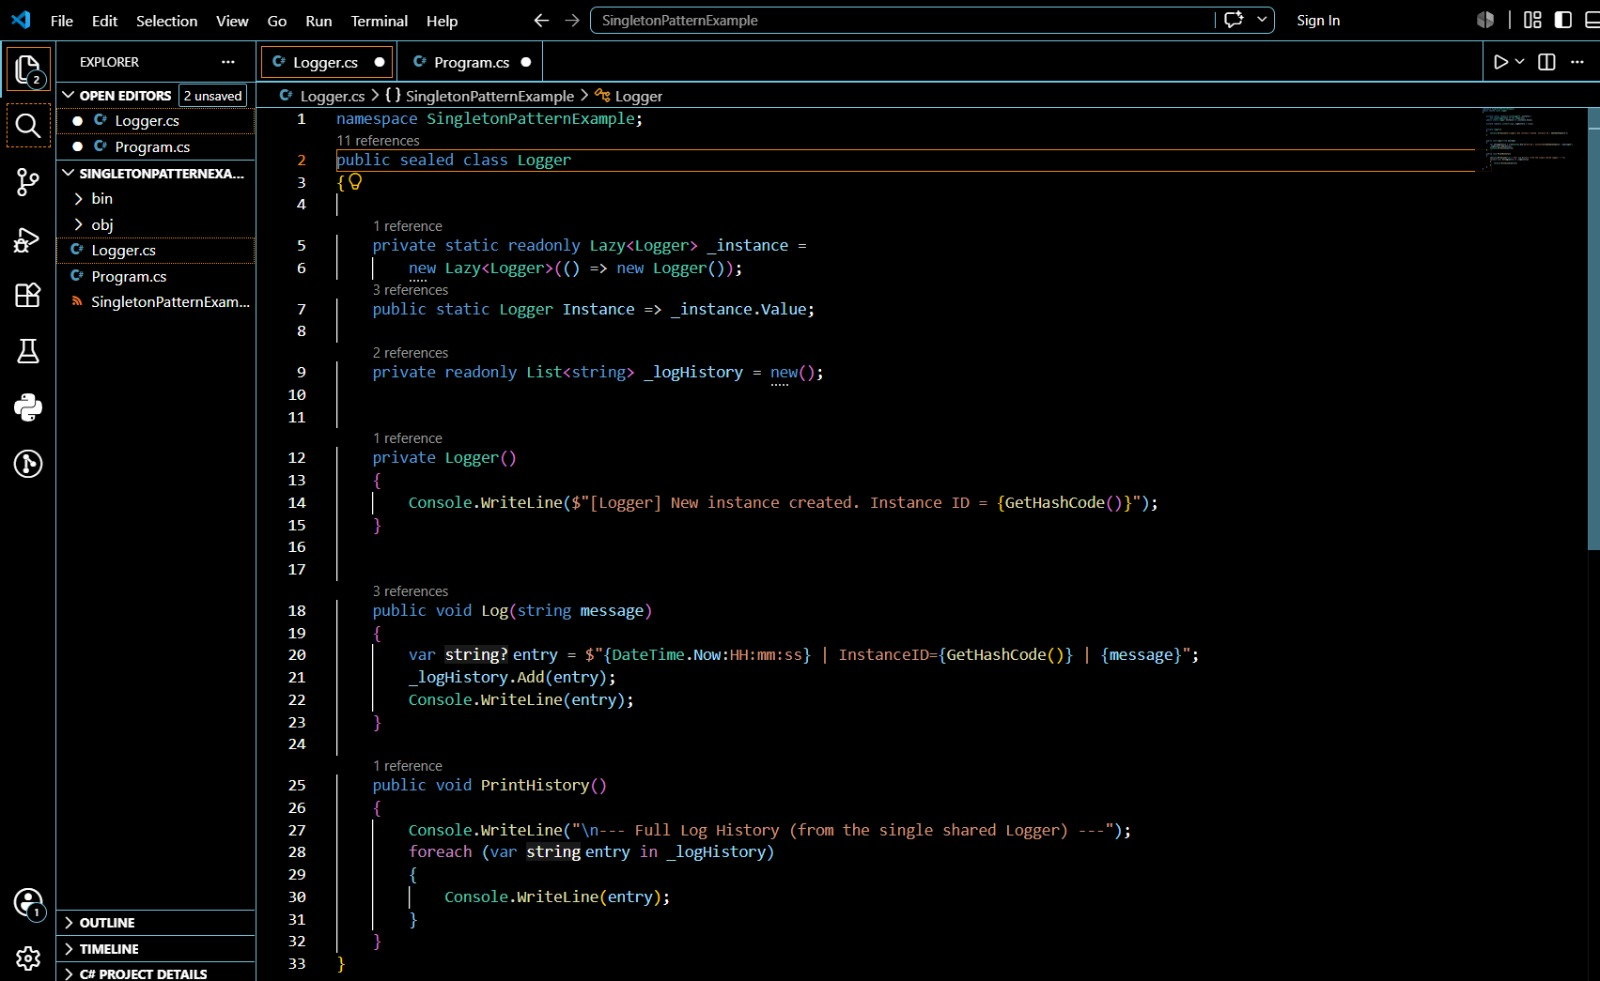 File Edit Selection View Go Run Terminal Help
SingletonPatternExample
Sign In
2
EXPLORER
OPEN EDITORS 2 unsaved
Logger.cs
Program.cs
SINGLETONPATTERNEXA...
bin
obj
Logger.cs
Program.cs
SingletonPatternExam...
1
OUTLINE
TIMELINE
C# PROJECT DETAILS
Logger.cs Program.cs
Logger.cs > {} SingletonPatternExample > Logger
1 namespace SingletonPatternExample;
11 references
2 public sealed class Logger
3 {
4
1 reference
5 private static readonly Lazy<Logger> _instance =
6 new Lazy<Logger>(() => new Logger());
3 references
7 public static Logger Instance => _instance.Value;
8
2 references
9 private readonly List<string> _logHistory = new();
10
11
1 reference
12 private Logger()
13 {
14 Console.WriteLine($"[Logger] New instance created. Instance ID = {GetHashCode()}");
15 }
16
17
3 references
18 public void Log(string message)
19 {
20 var string? entry = $"{DateTime.Now:HH:mm:ss} | InstanceID={GetHashCode()} | {message}";
21 _logHistory.Add(entry);
22 Console.WriteLine(entry);
23 }
24
1 reference
25 public void PrintHistory()
26 {
27 Console.WriteLine("\n--- Full Log History (from the single shared Logger) ---");
28 foreach (var string entry in _logHistory)
29 {
30 Console.WriteLine(entry);
31 }
32 }
33 }